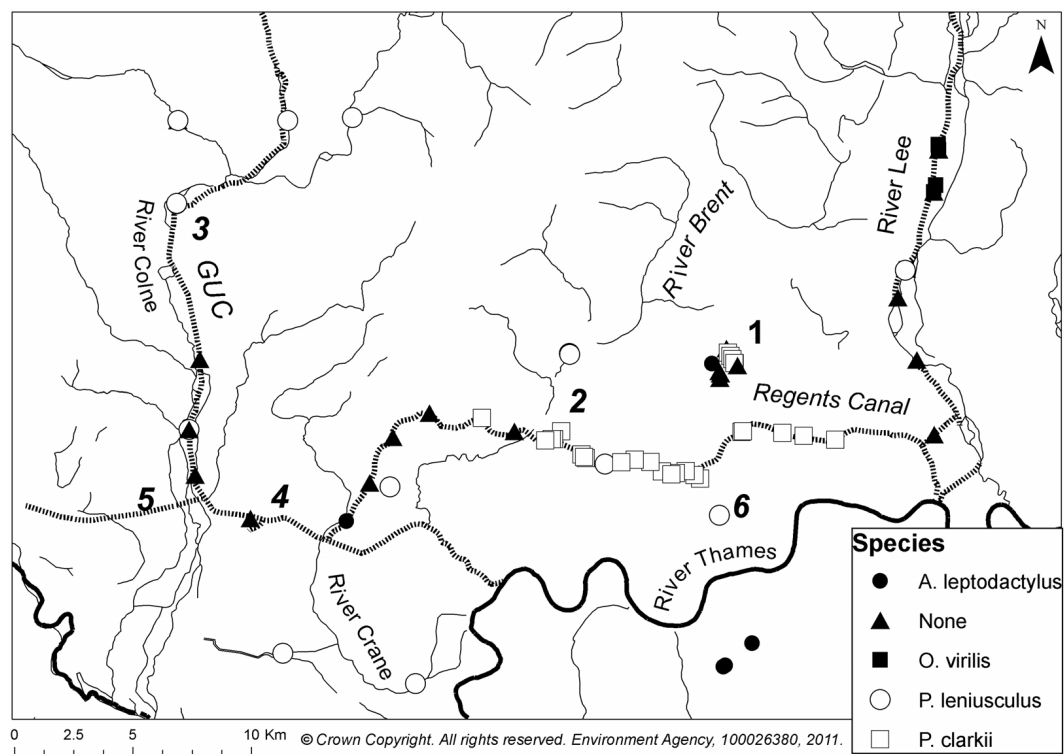 N
River Lee
River Brent
3
River Colne
GUC
1
Regents Canal
2
5
4
6
River Thames
River Crane
Species
A. leptodactylus
None
O. virilis
P. leniusculus
P. clarkii
0 2.5 5 10 Km
© Crown Copyright. All rights reserved. Environment Agency, 100026380, 2011.